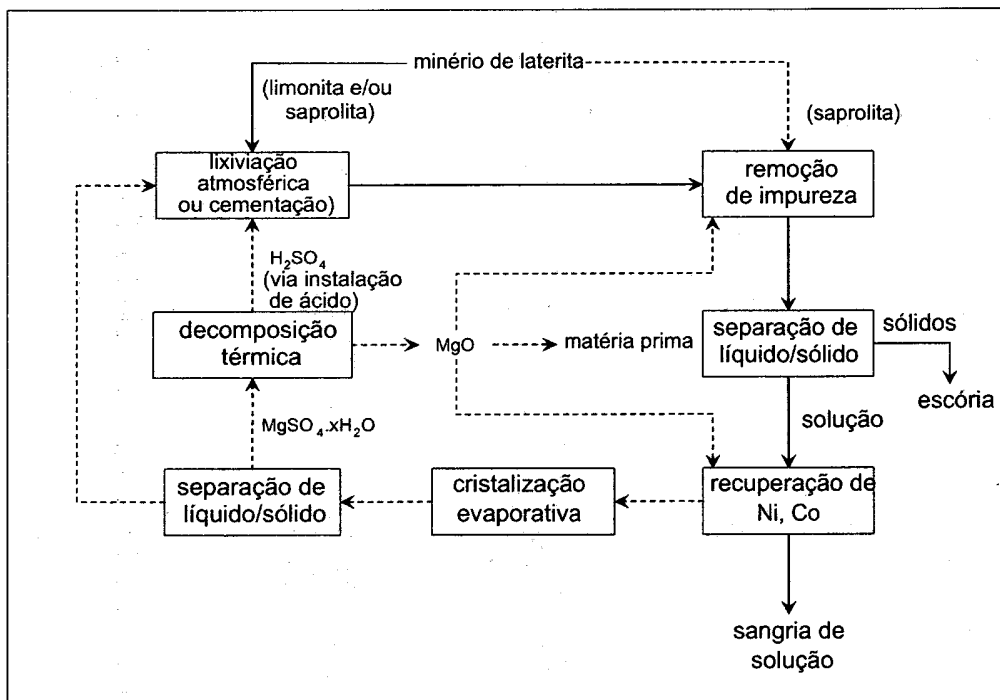 minério de laterita
(limonita e/ou
saprolita)
(saprolita)
lixiviação
atmosférica
ou cementação)
remoção
de impureza
H₂SO₄
(via instalação
de ácido)
decomposição
térmica
MgO
matéria prima
separação de
líquido/sólido
sólidos
escória
solução
MgSO₄.xH₂O
separação de
líquido/sólido
cristalização
evaporativa
recuperação de
Ni, Co
sangria de
solução